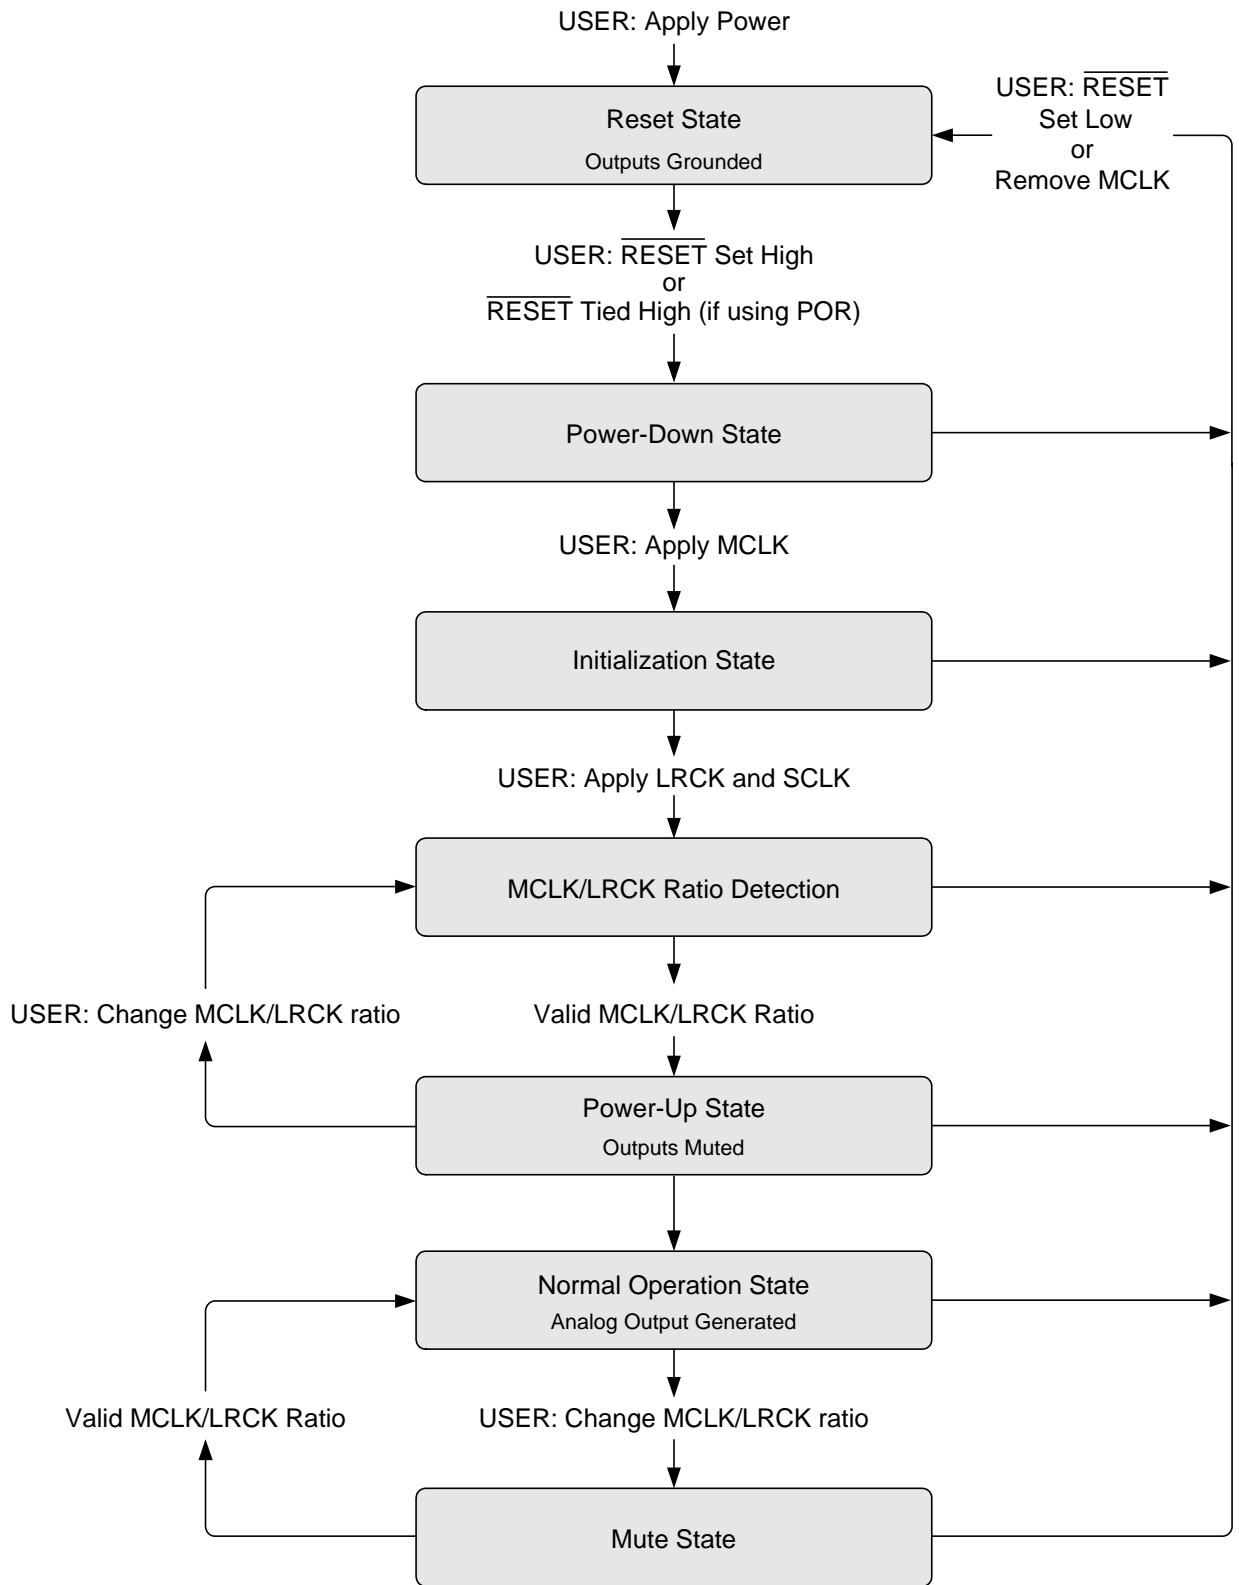 USER: Apply Power
Reset State
Outputs Grounded
USER: RESET
Set Low
or
Remove MCLK
USER: RESET Set High
or
RESET Tied High (if using POR)
Power-Down State
USER: Apply MCLK
Initialization State
USER: Apply LRCK and SCLK
MCLK/LRCK Ratio Detection
USER: Change MCLK/LRCK ratio
Valid MCLK/LRCK Ratio
Power-Up State
Outputs Muted
Normal Operation State
Analog Output Generated
Valid MCLK/LRCK Ratio
USER: Change MCLK/LRCK ratio
Mute State